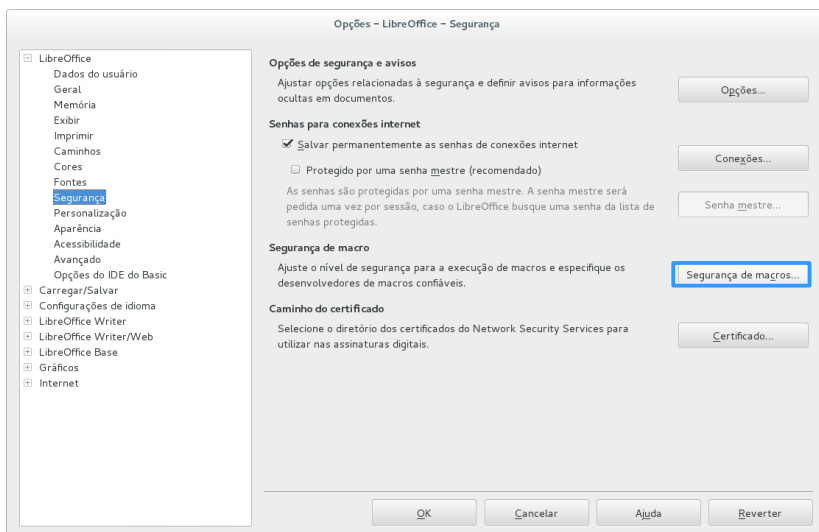 Opções – LibreOffice – Segurança
LibreOffice
Dados do usuário
Geral
Memória
Exibir
Imprimir
Caminhos
Cores
Fontes
Segurança
Personalização
Aparência
Acessibilidade
Avançado
Opções do IDE do Basic
Carregar/Salvar
Configurações de idioma
LibreOffice Writer
LibreOffice Writer/Web
LibreOffice Base
Gráficos
Internet
Opções de segurança e avisos
Ajustar opções relacionadas à segurança e definir avisos para informações
ocultas em documentos.
Opções...
Senhas para conexões internet
Salvar permanentemente as senhas de conexões internet
Conexões...
Protegido por uma senha mestre (recomendado)
As senhas são protegidas por uma senha mestre. A senha mestre será
pedida uma vez por sessão, caso o LibreOffice busque uma senha da lista de
senhas protegidas.
Senha mestre...
Segurança de macro
Ajuste o nível de segurança para a execução de macros e especifique os
desenvolvedores de macros confiáveis.
Segurança de macros...
Caminho do certificado
Selecione o diretório dos certificados do Network Security Services para
utilizar nas assinaturas digitais.
Certificado...
OK
Cancelar
Ajuda
Reverter